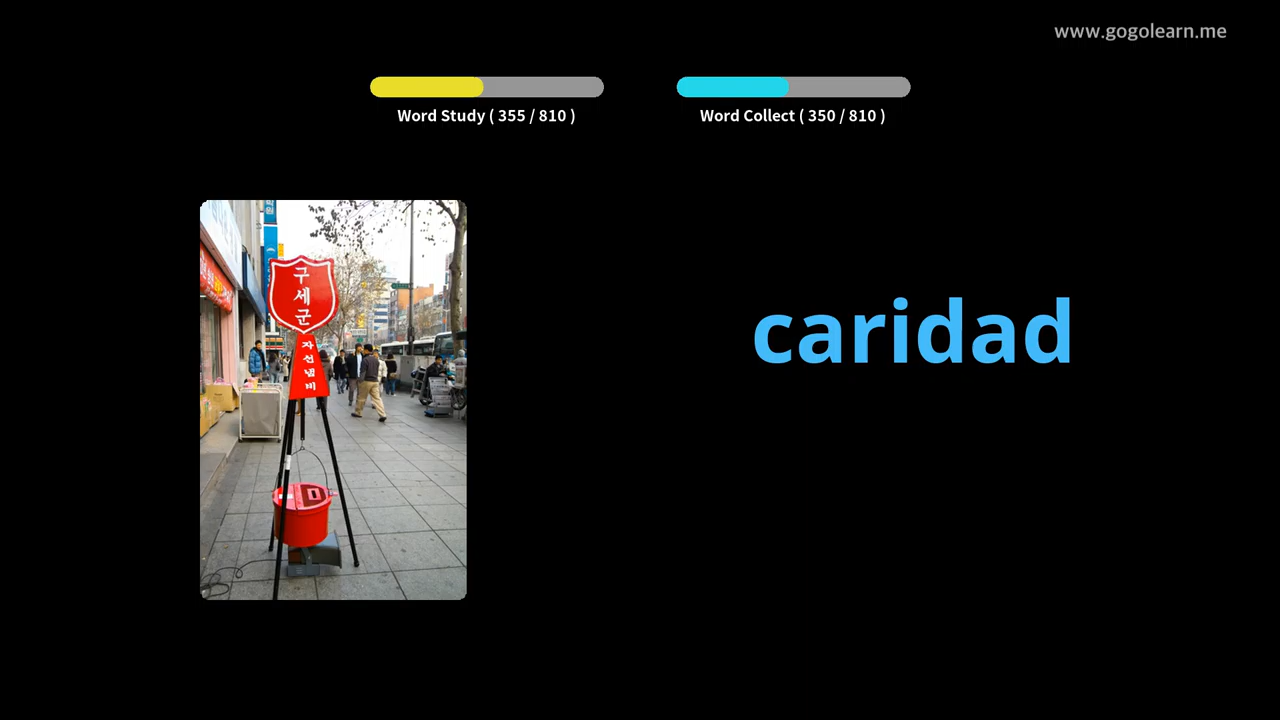 www.gogolearn.me
Word Study ( 355 / 810 )
Word Collect ( 350 / 810 )
구
세
군
자
선
냄
비
caridad